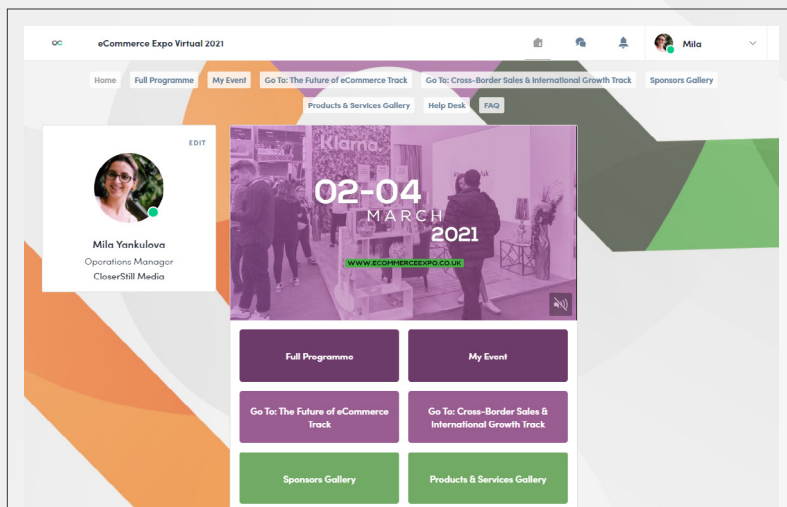 eCommerce Expo Virtual 2021
Mila
Home Full Programme My Event Go To: The Future of eCommerce Track Go To: Cross-Border Sales & International Growth Track Sponsors Gallery
Products & Services Gallery Help Desk FAQ
EDIT
Mila Yankulova
Operations Manager
CloserStill Media
Klarna.
02-04
MARCH
2021
WWW.ECOMMERCEEXPO.CO.UK
Full Programme
My Event
Go To: The Future of eCommerce
Track
Go To: Cross-Border Sales &
International Growth Track
Sponsors Gallery
Products & Services Gallery